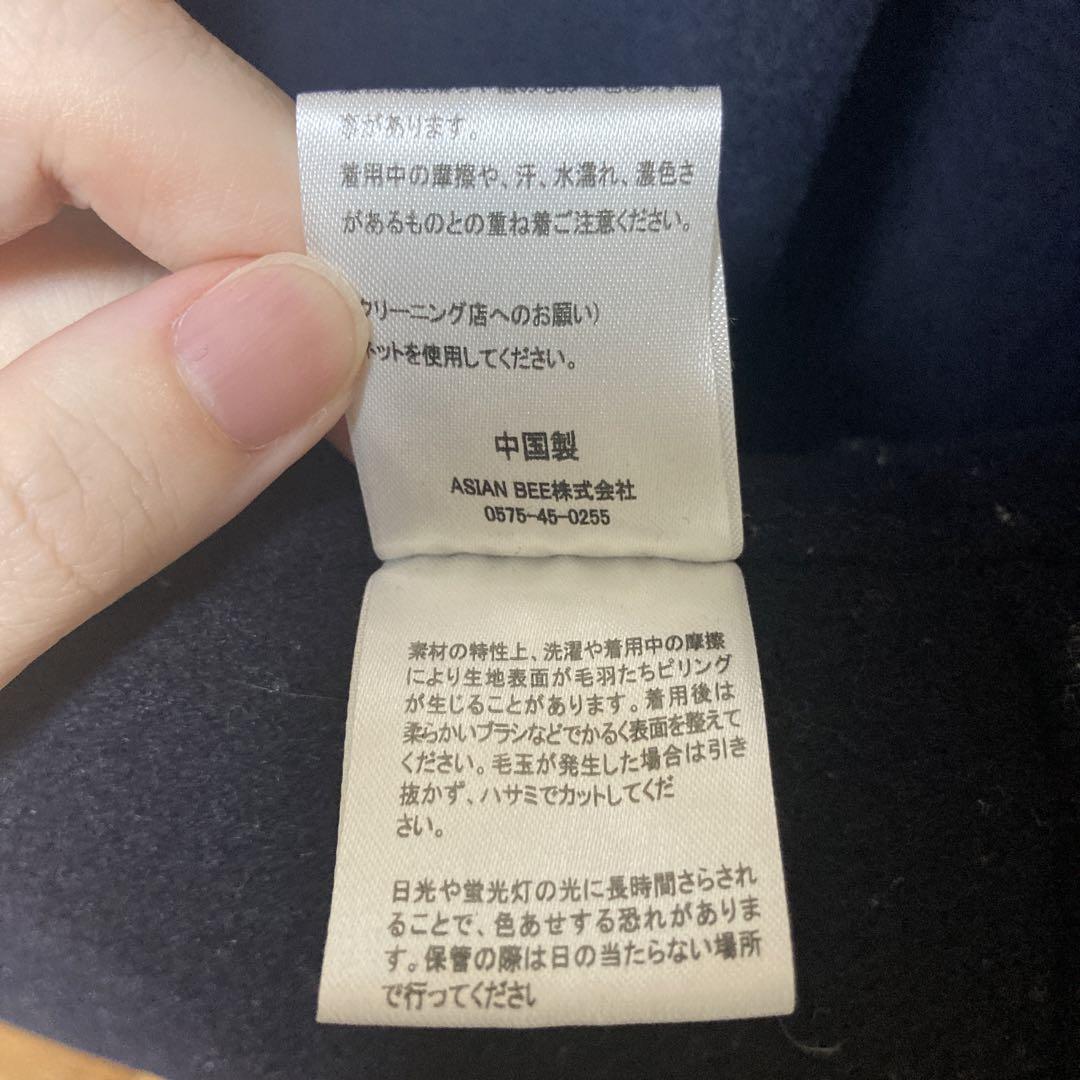 があります。
着用中の摩擦や、汗、水濡れ、濃色さ
があるものとの重ね着ご注意ください。
クリーニング店へのお願い）
ネットを使用してください。
中国製
ASIAN BEE株式会社
0575-45-0255
素材の特性上、洗濯や着用中の摩擦
により生地表面が毛羽たちピリング
が生じることがあります。着用後は
柔らかいブラシなどでかるく表面を整えて
ください。毛玉が発生した場合は引き
抜かず、ハサミでカットしてくだ
さい。
日光や蛍光灯の光に長時間さらされ
ることで、色あせする恐れがありま
す。保管の際は日の当たらない場所
で行ってください